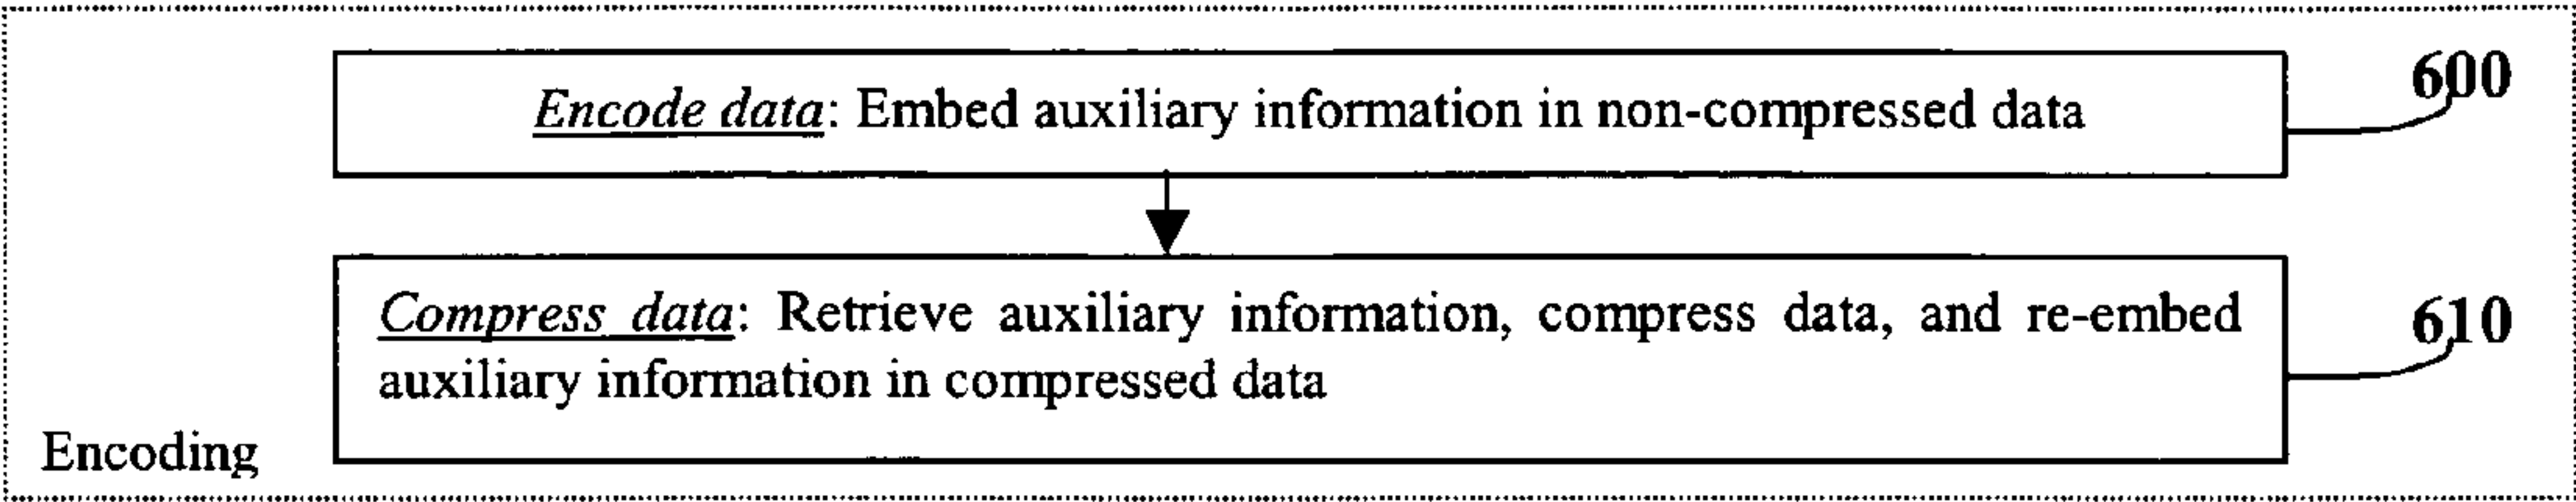 Encode data: Embed auxiliary information in non-compressed data
600
Compress data: Retrieve auxiliary information, compress data, and re-embed
auxiliary information in compressed data
610
Encoding